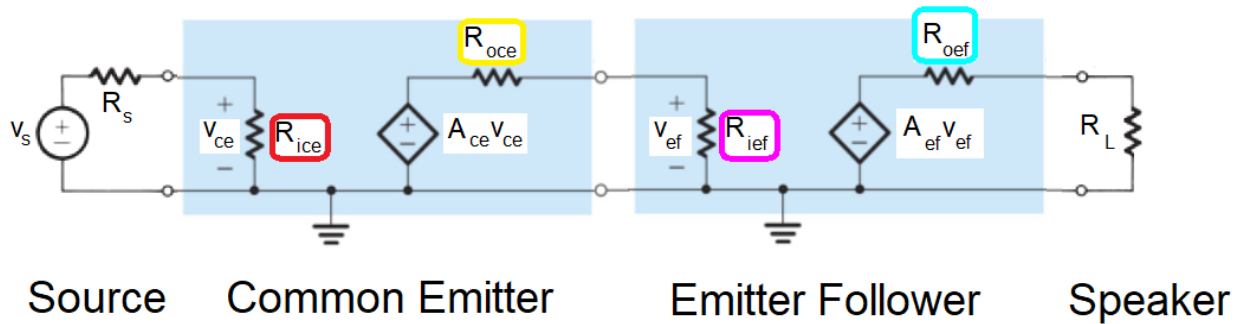 R_oce
R_oef
R_s
v_s
+
−
+
v_ce
−
R_ice
+
−
A_ce v_ce
+
v_ef
−
R_ief
+
−
A_ef v_ef
R_L
Source
Common Emitter
Emitter Follower
Speaker